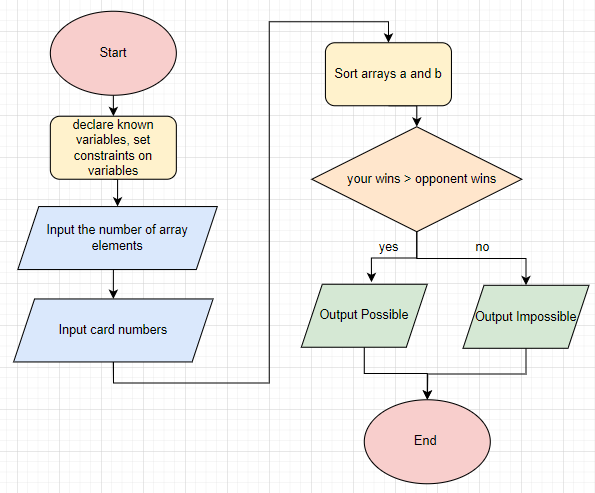 Start
declare known
variables, set
constraints on
variables
Input the number of array
elements
Input card numbers
Sort arrays a and b
your wins > opponent wins
yes
no
Output Possible
Output Impossible
End